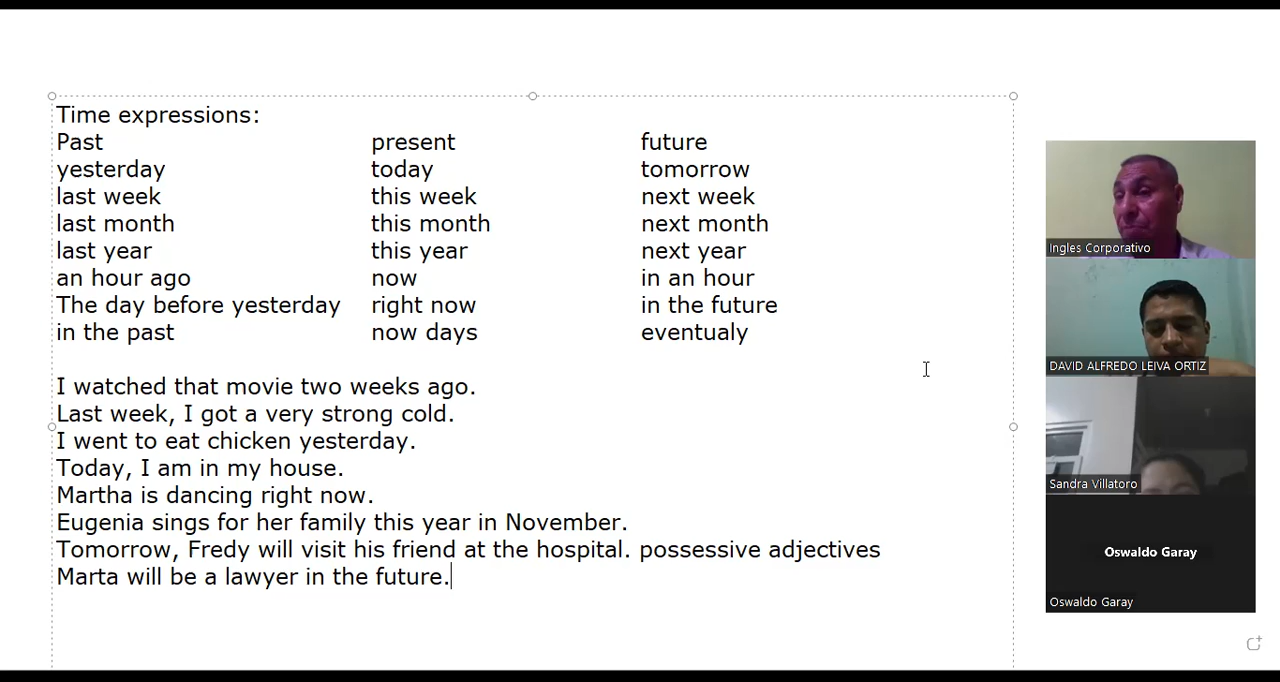 Time expressions:
Past present future
yesterday today tomorrow
last week this week next week
last month this month next month
last year this year next year
an hour ago now in an hour
The day before yesterday right now in the future
in the past now days eventualy
I watched that movie two weeks ago.
Last week, I got a very strong cold.
I went to eat chicken yesterday.
Today, I am in my house.
Martha is dancing right now.
Eugenia sings for her family this year in November.
Tomorrow, Fredy will visit his friend at the hospital. possessive adjectives
Marta will be a lawyer in the future.
Ingles Corporativo
DAVID ALFREDO LEIVA ORTIZ
Sandra Villatoro
Oswaldo Garay
Oswaldo Garay